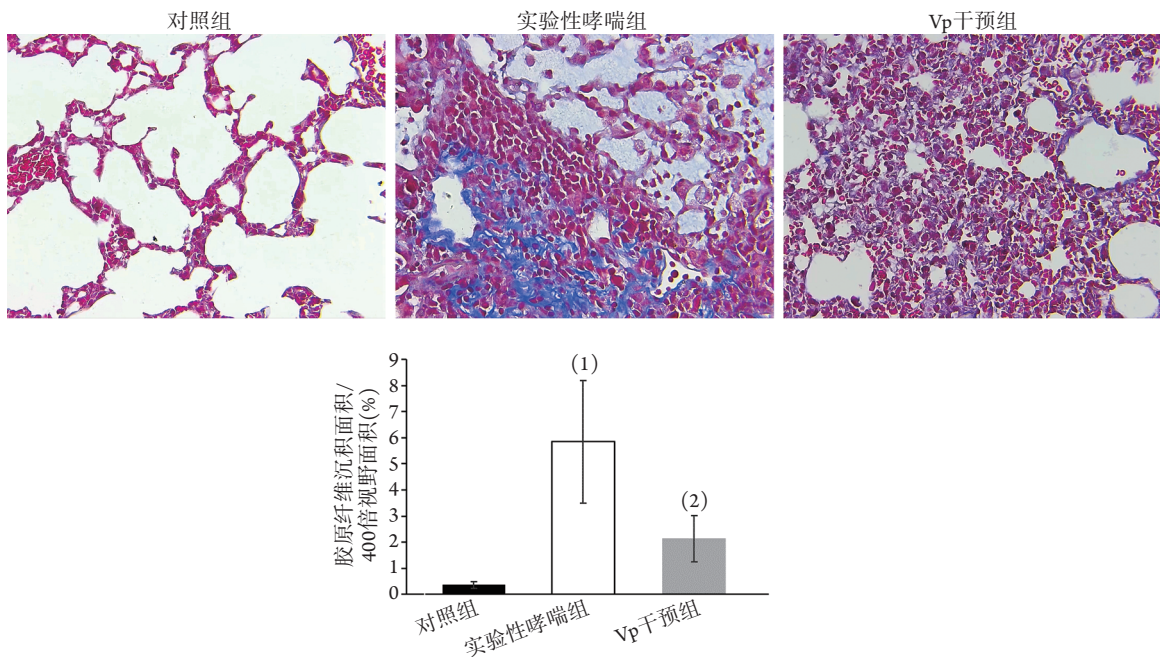 对照组
实验性哮喘组
Vp干预组
胶原纤维沉积面积/
400倍视野面积(%)
9
8
7
6
5
4
3
2
1
0
(1)
(2)
对照组
实验性哮喘组
Vp干预组